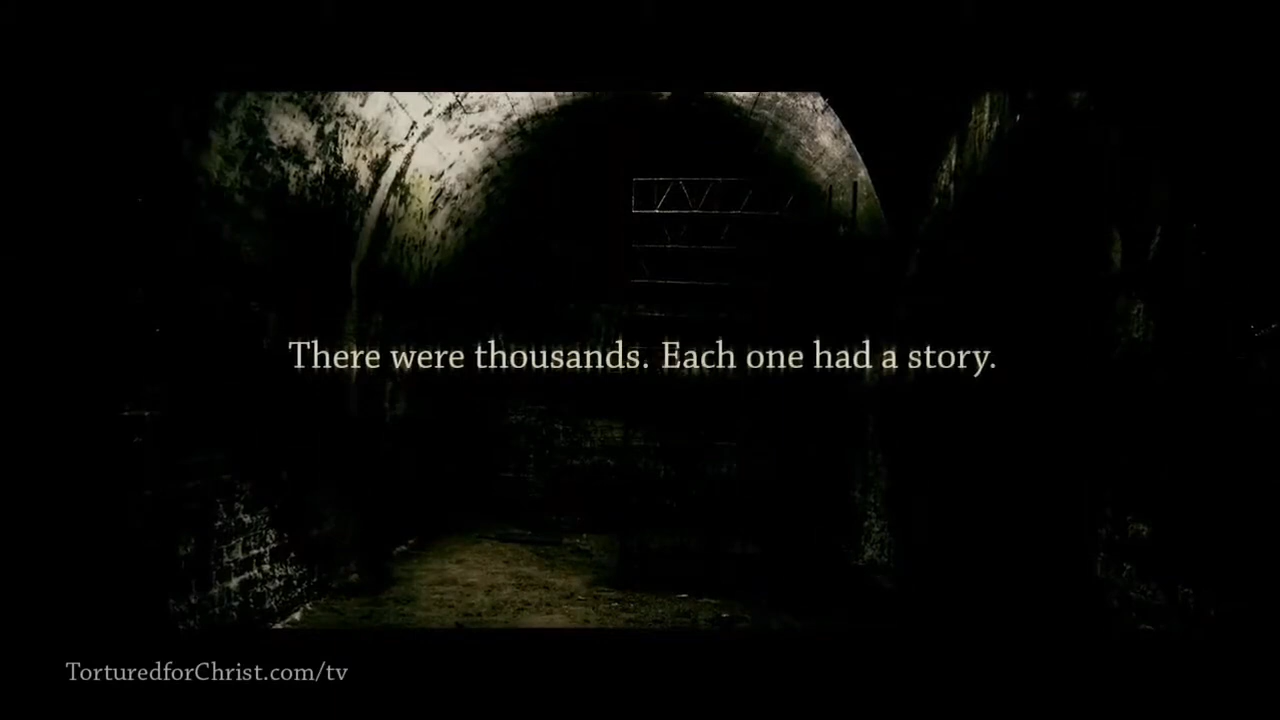 There were thousands. Each one had a story.
TorturedforChrist.com/tv